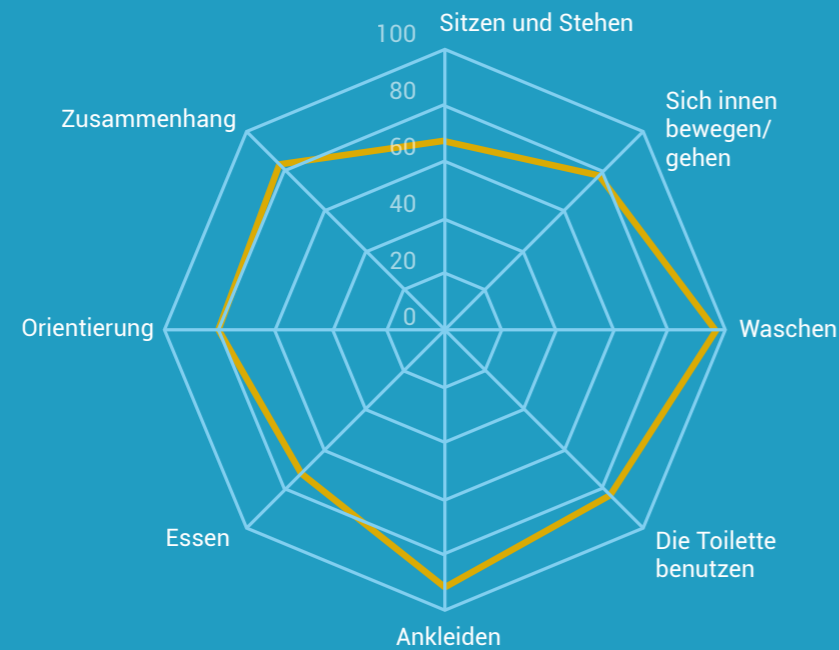 Sitzen und Stehen
100
80
60
40
20
0
Sich innen
bewegen/
gehen
Waschen
Die Toilette
benutzen
Ankleiden
Essen
Orientierung
Zusammenhang